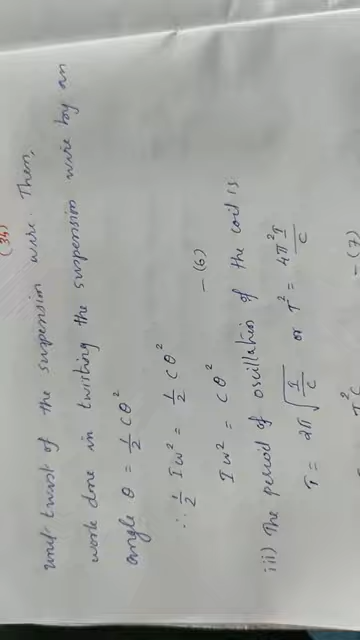 (34)
unit twist of the suspension wire. Then,
work done in twisting the suspension wire by an
angle θ = 1/2 Cθ²
∴ 1/2 Iω² = 1/2 Cθ²
Iω² = Cθ² — (6)
iii) The period of oscillation of the coil is
T = 2π √(I/C) or T² = 4π²I/C
T²C — (7)